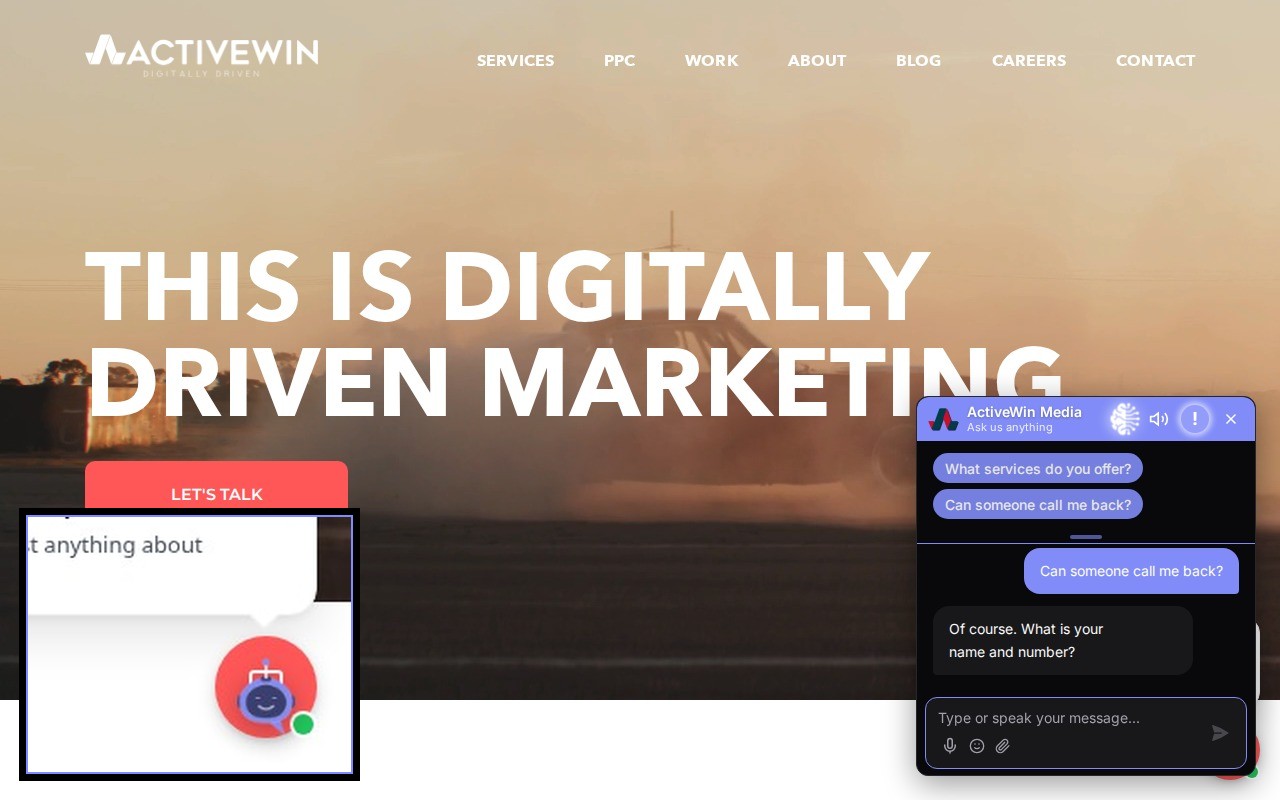 ACTIVEWIN
DIGITALLY DRIVEN
SERVICES
PPC
WORK
ABOUT
BLOG
CAREERS
CONTACT
THIS IS DIGITALLY
DRIVEN MARKETING
LET'S TALK
anything about
ActiveWin Media
Ask us anything
!
What services do you offer?
Can someone call me back?
Can someone call me back?
Of course. What is your
name and number?
Type or speak your message...